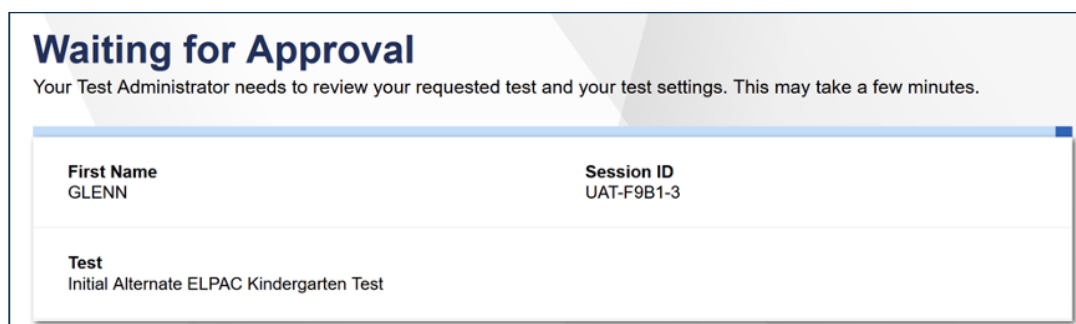 Waiting for Approval
Your Test Administrator needs to review your requested test and your test settings. This may take a few minutes.
First Name
GLENN
Session ID
UAT-F9B1-3
Test
Initial Alternate ELPAC Kindergarten Test